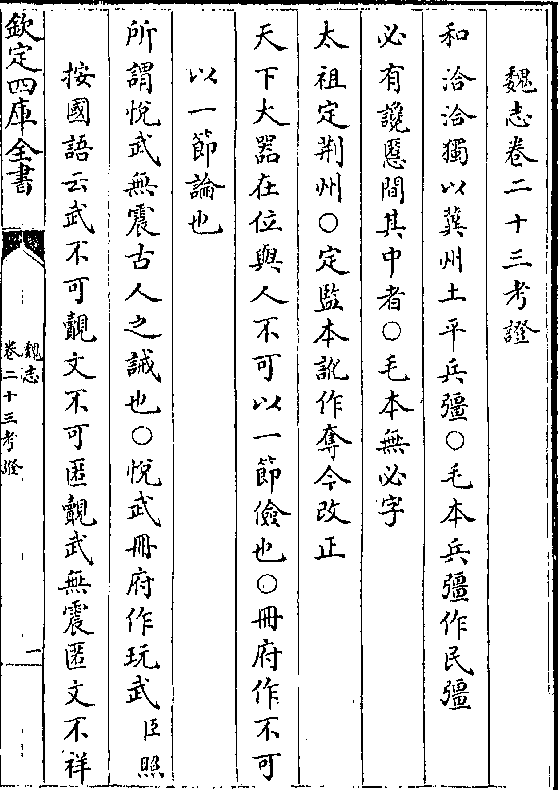 魏志卷二十三考證
和洽洽獨以冀州土平兵彊○毛本兵彊作民彊
必有讒慝間其中者○毛本無必字
太祖定荆州○定監本訛作奪今改正
天下大器在位與人不可以一節儉也○冊府作不可
以一節論也
所謂悅武無震古人之誡也○悅武冊府作玩武臣照
按國語云武不可覿文不可匿覿武無震匿文不祥
欽定四庫全書
魏志
卷二十三考證
一